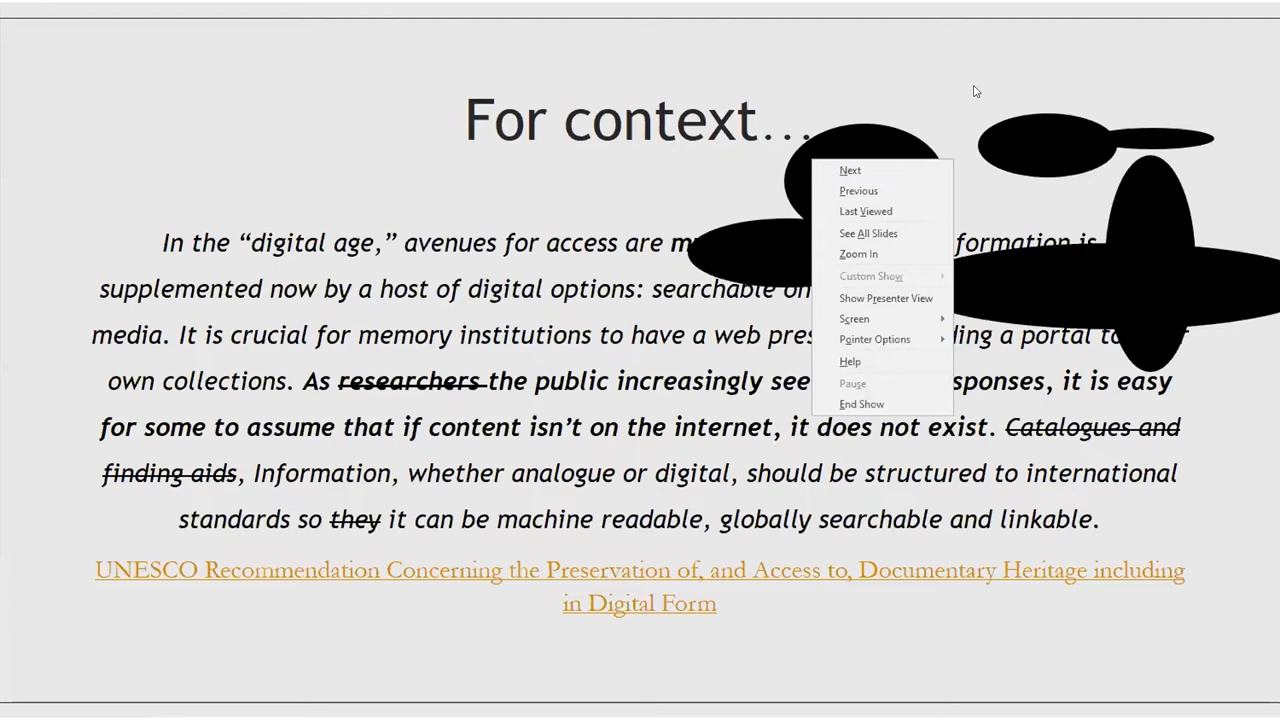 For context…
In the “digital age,” avenues for access are formation is
supplemented now by a host of digital options: searchable
media. It is crucial for memory institutions to have a web a portal
own collections. As researchers the public increasingly it is easy
for some to assume that if content isn’t on the internet, it does not exist. Catalogues and
finding aids, Information, whether analogue or digital, should be structured to international
standards so they it can be machine readable, globally searchable and linkable.
UNESCO Recommendation Concerning the Preservation of, and Access to, Documentary Heritage including
in Digital Form
Next
Previous
Last Viewed
See All Slides
Zoom In
Custom Show
Show Presenter View
Screen
Pointer Options
Help
Pause
End Show